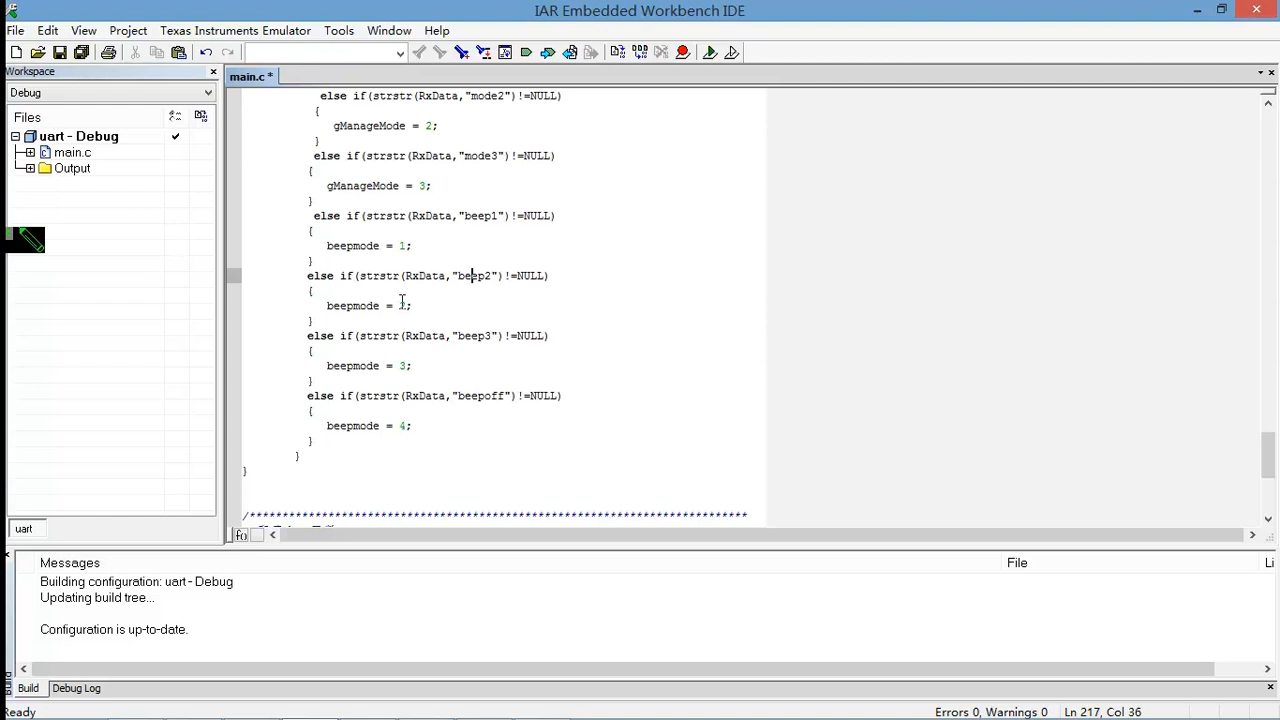 IAR Embedded Workbench IDE
File Edit View Project Texas Instruments Emulator Tools Window Help
Workspace
main.c *
Debug
Files
uart - Debug
main.c
Output
uart
else if(strstr(RxData,"mode2")!=NULL)
{
gManageMode = 2;
}
else if(strstr(RxData,"mode3")!=NULL)
{
gManageMode = 3;
}
else if(strstr(RxData,"beep1")!=NULL)
{
beepmode = 1;
}
else if(strstr(RxData,"beep2")!=NULL)
{
beepmode = 2;
}
else if(strstr(RxData,"beep3")!=NULL)
{
beepmode = 3;
}
else if(strstr(RxData,"beepoff")!=NULL)
{
beepmode = 4;
}
}
}
/***************************************************************************
f()
Messages File Li
Building configuration: uart - Debug
Updating build tree...
Configuration is up-to-date.
Build Debug Log
Ready Errors 0, Warnings 0 Ln 217, Col 36